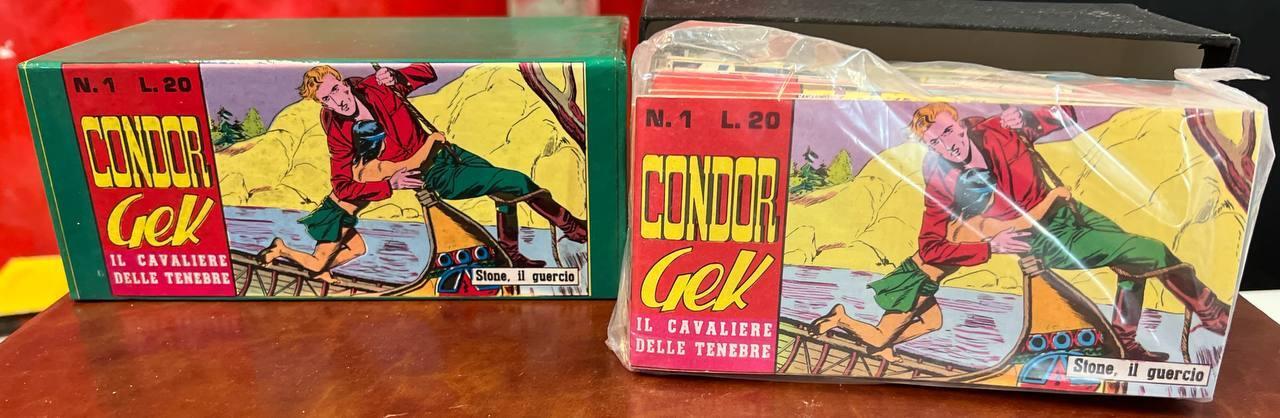 N. 1 L. 20
CONDOR
Gek
IL CAVALIERE
DELLE TENEBRE
Stone, il guercio
N. 1 L. 20
CONDOR
Gek
IL CAVALIERE
DELLE TENEBRE
Stone, il guercio